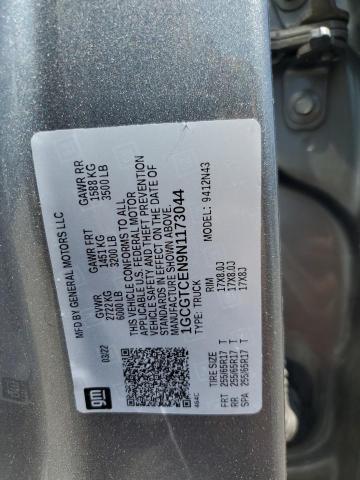 gm
MFD BY GENERAL MOTORS LLC
03/22
GVWR
2722 KG
6000 LB
GAWR FRT
1451 KG
3200 LB
GAWR RR
1588 KG
3500 LB
THIS VEHICLE CONFORMS TO ALL
APPLICABLE U.S. FEDERAL MOTOR
VEHICLE SAFETY AND THEFT PREVENTION
STANDARDS IN EFFECT ON THE DATE OF
MANUFACTURE SHOWN ABOVE.
1GCGTCEN9N1173044
TYPE: TRUCK
MODEL: 9412N43
TIRE SIZE RIM
FRT 255/65R17 T 17X8.0J
RR 255/65R17 T 17X8.0J
SPA 255/65R17 T 17X8J